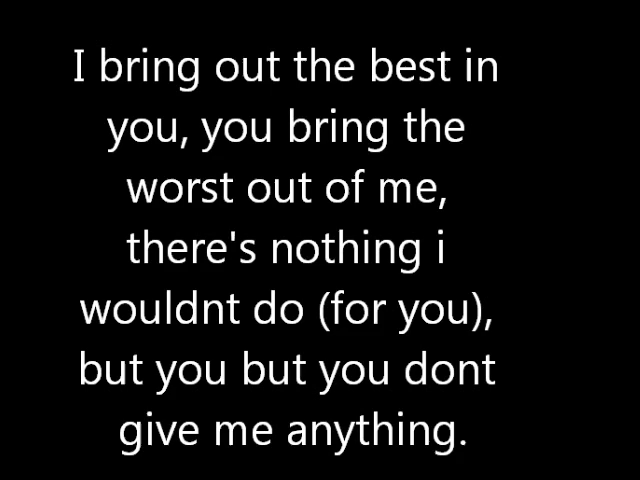 I bring out the best in
you, you bring the
worst out of me,
there's nothing i
wouldnt do (for you),
but you but you dont
give me anything.